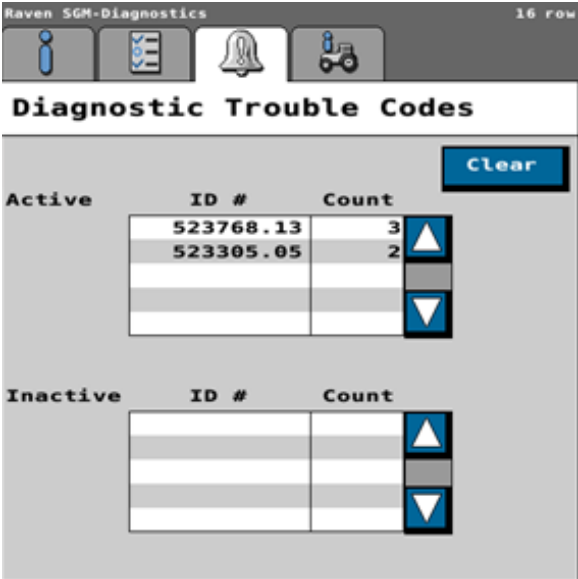 Raven SGM-Diagnostics 16 row
Diagnostic Trouble Codes
Clear
Active ID # Count
523768.13 3
523305.05 2
Inactive ID # Count